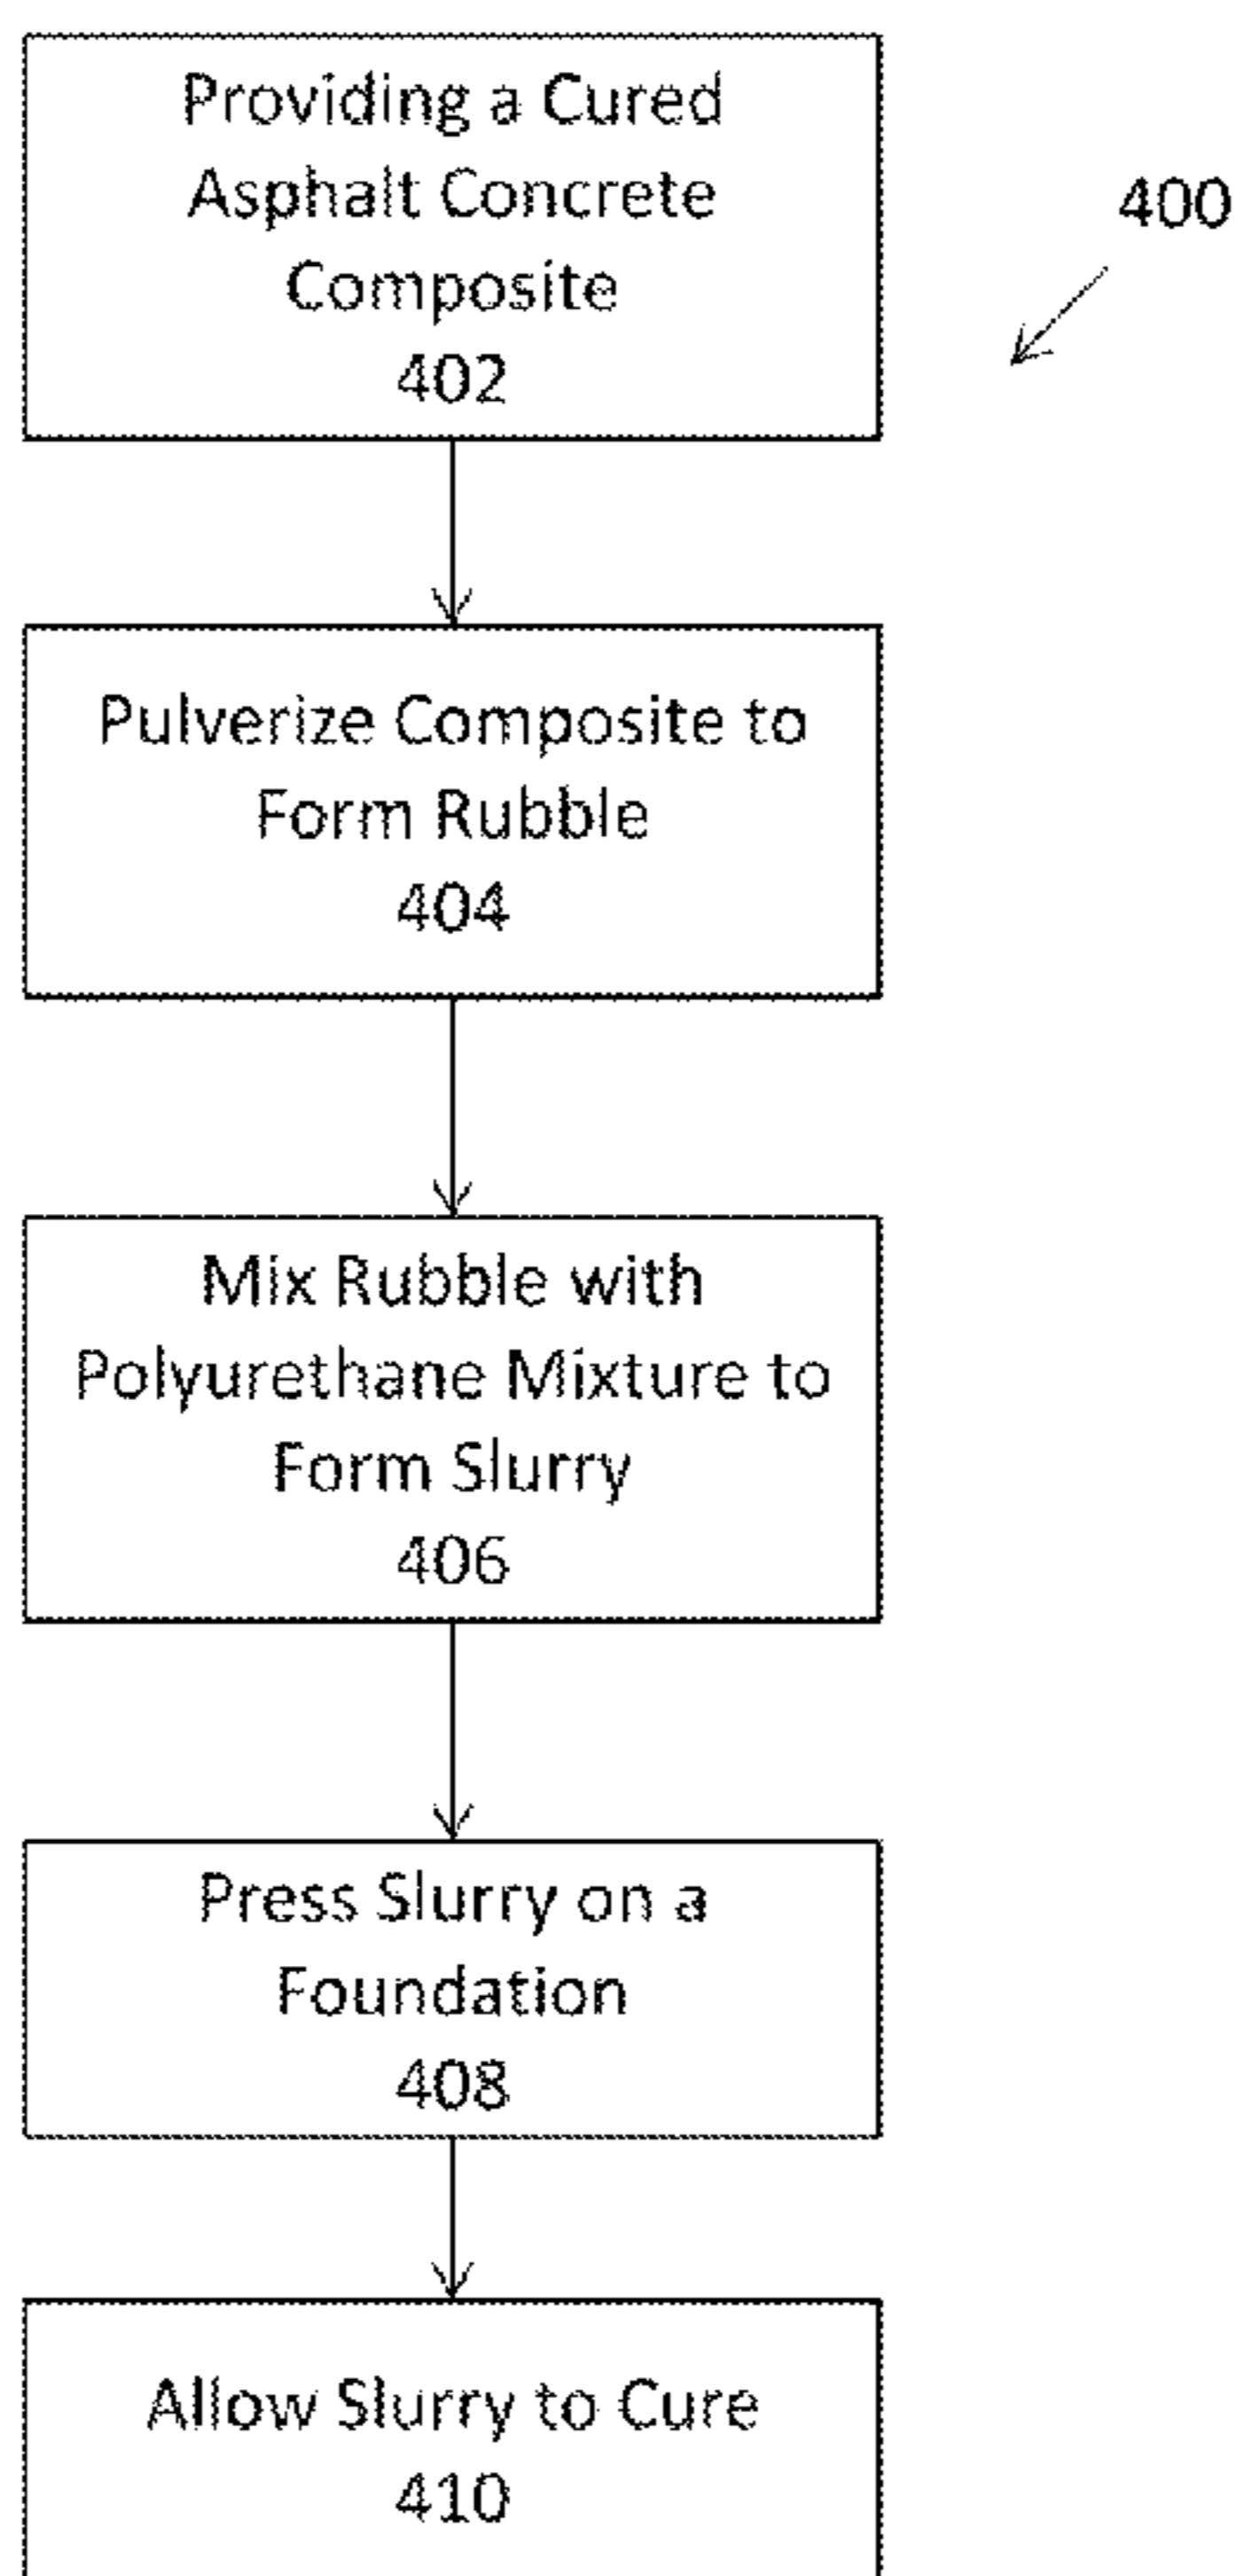 Providing a Cured
Asphalt Concrete
Composite
402
400
Pulverize Composite to
Form Rubble
404
Mix Rubble with
Polyurethane Mixture to
Form Slurry
406
Press Slurry on a
Foundation
408
Allow Slurry to Cure
410